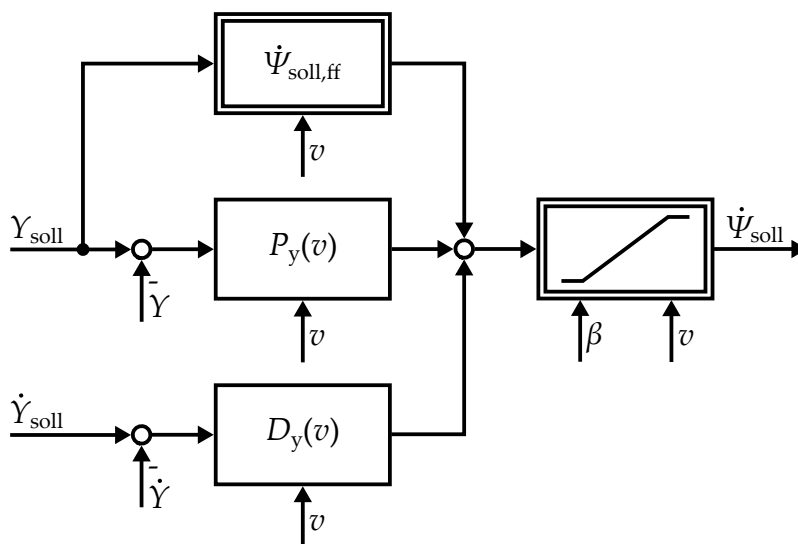 Ψ̇soll,ff
v
Ysoll
Py(v)
Ψ̇soll
-
Y
v
β
v
Ẏsoll
Dy(v)
-
Ẏ
v